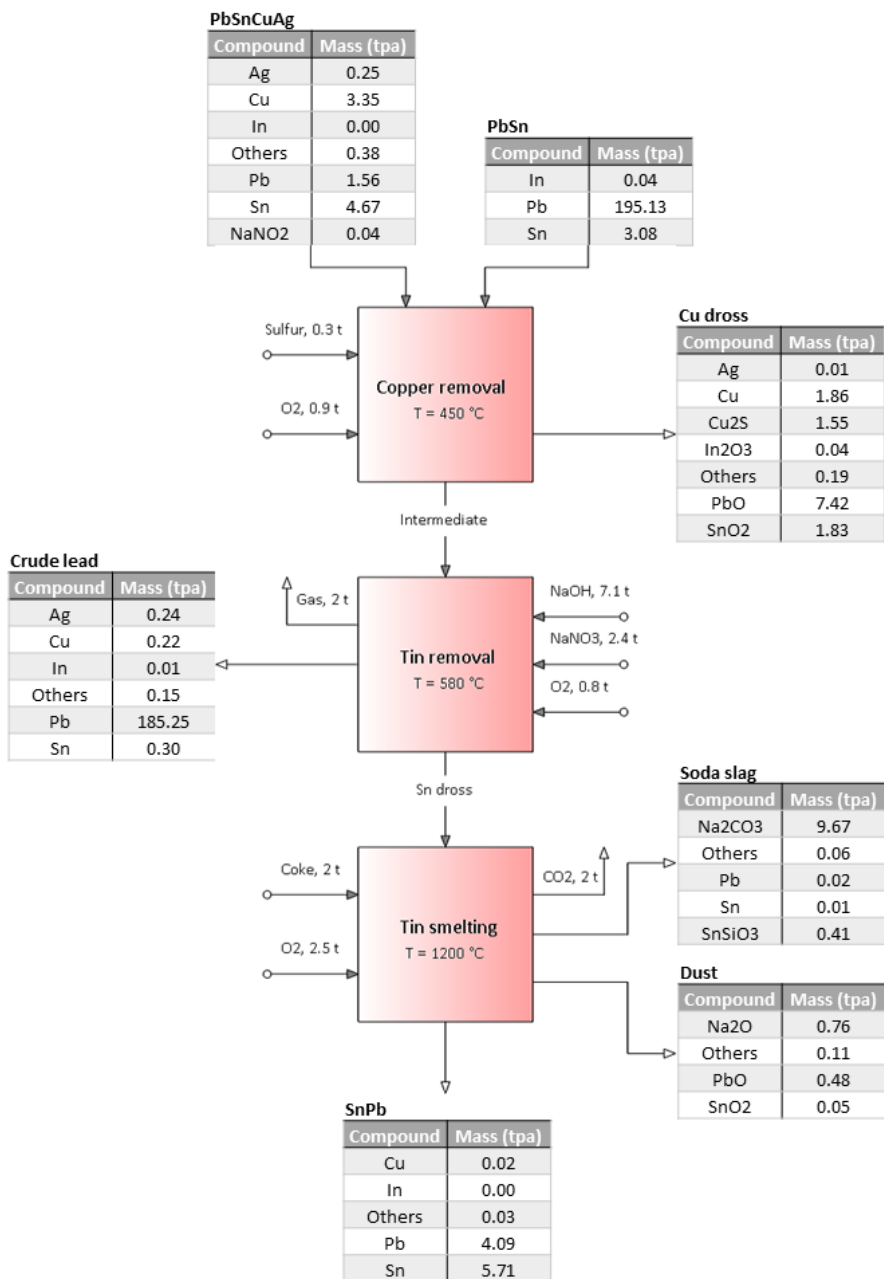 PbSnCuAg
Compound Mass (tpa)
Ag 0.25
Cu 3.35
In 0.00
Others 0.38
Pb 1.56
Sn 4.67
NaNO2 0.04
PbSn
Compound Mass (tpa)
In 0.04
Pb 195.13
Sn 3.08
Sulfur, 0.3 t
O2, 0.9 t
Copper removal
T = 450 °C
Cu dross
Compound Mass (tpa)
Ag 0.01
Cu 1.86
Cu2S 1.55
In2O3 0.04
Others 0.19
PbO 7.42
SnO2 1.83
Intermediate
Crude lead
Compound Mass (tpa)
Ag 0.24
Cu 0.22
In 0.01
Others 0.15
Pb 185.25
Sn 0.30
Gas, 2 t
Tin removal
T = 580 °C
NaOH, 7.1 t
NaNO3, 2.4 t
O2, 0.8 t
Sn dross
Coke, 2 t
O2, 2.5 t
Tin smelting
T = 1200 °C
CO2, 2 t
Soda slag
Compound Mass (tpa)
Na2CO3 9.67
Others 0.06
Pb 0.02
Sn 0.01
SnSiO3 0.41
Dust
Compound Mass (tpa)
Na2O 0.76
Others 0.11
PbO 0.48
SnO2 0.05
SnPb
Compound Mass (tpa)
Cu 0.02
In 0.00
Others 0.03
Pb 4.09
Sn 5.71